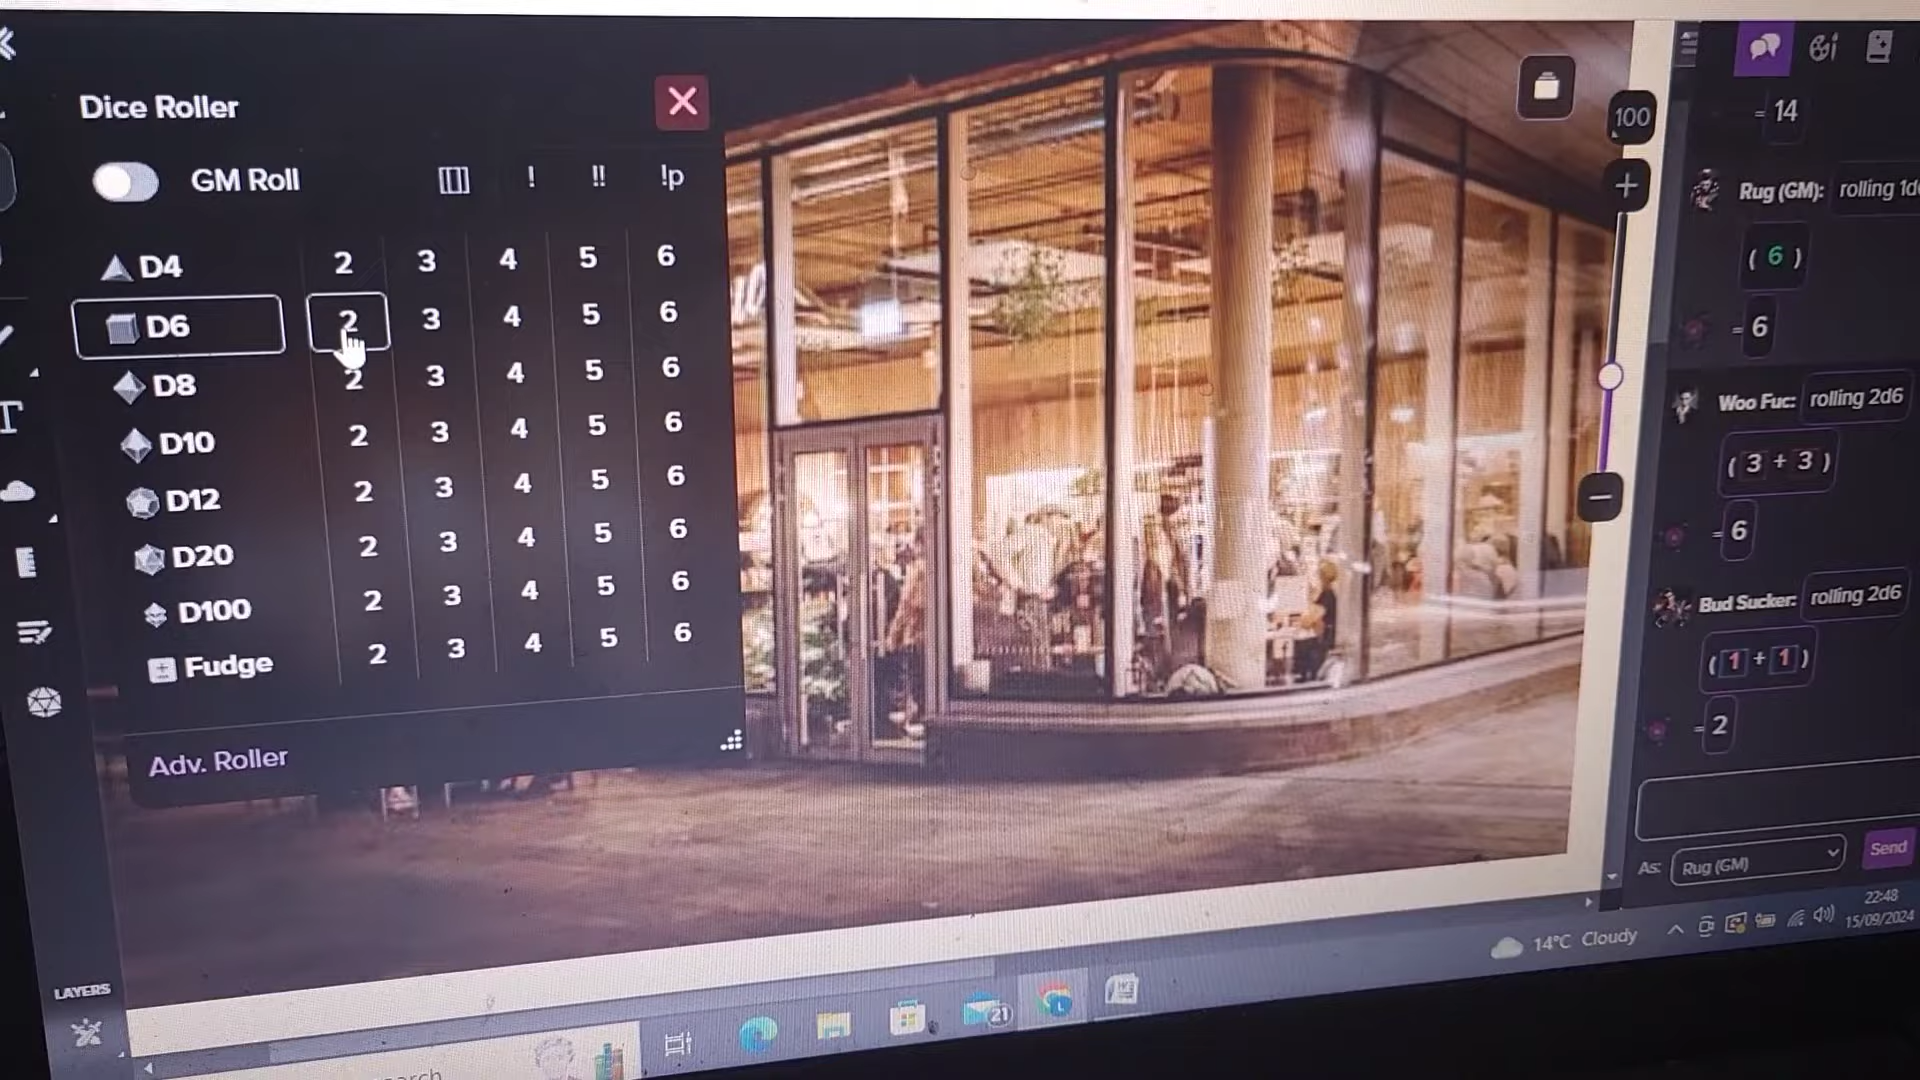 Dice Roller
GM Roll ! !! !p
D4 2 3 4 5 6
D6 2 3 4 5 6
D8 2 3 4 5 6
D10 2 3 4 5 6
D12 2 3 4 5 6
D20 2 3 4 5 6
D100 2 3 4 5 6
Fudge 2 3 4 5 6
Adv. Roller
LAYERS
100
= 14
Rug (GM): rolling 1d
( 6 )
= 6
Woo Fuc: rolling 2d6
( 3 + 3 )
= 6
Bud Sucker: rolling 2d6
( 1 + 1 )
= 2
As: Rug (GM) Send
14°C Cloudy
22:48
15/09/2024
21